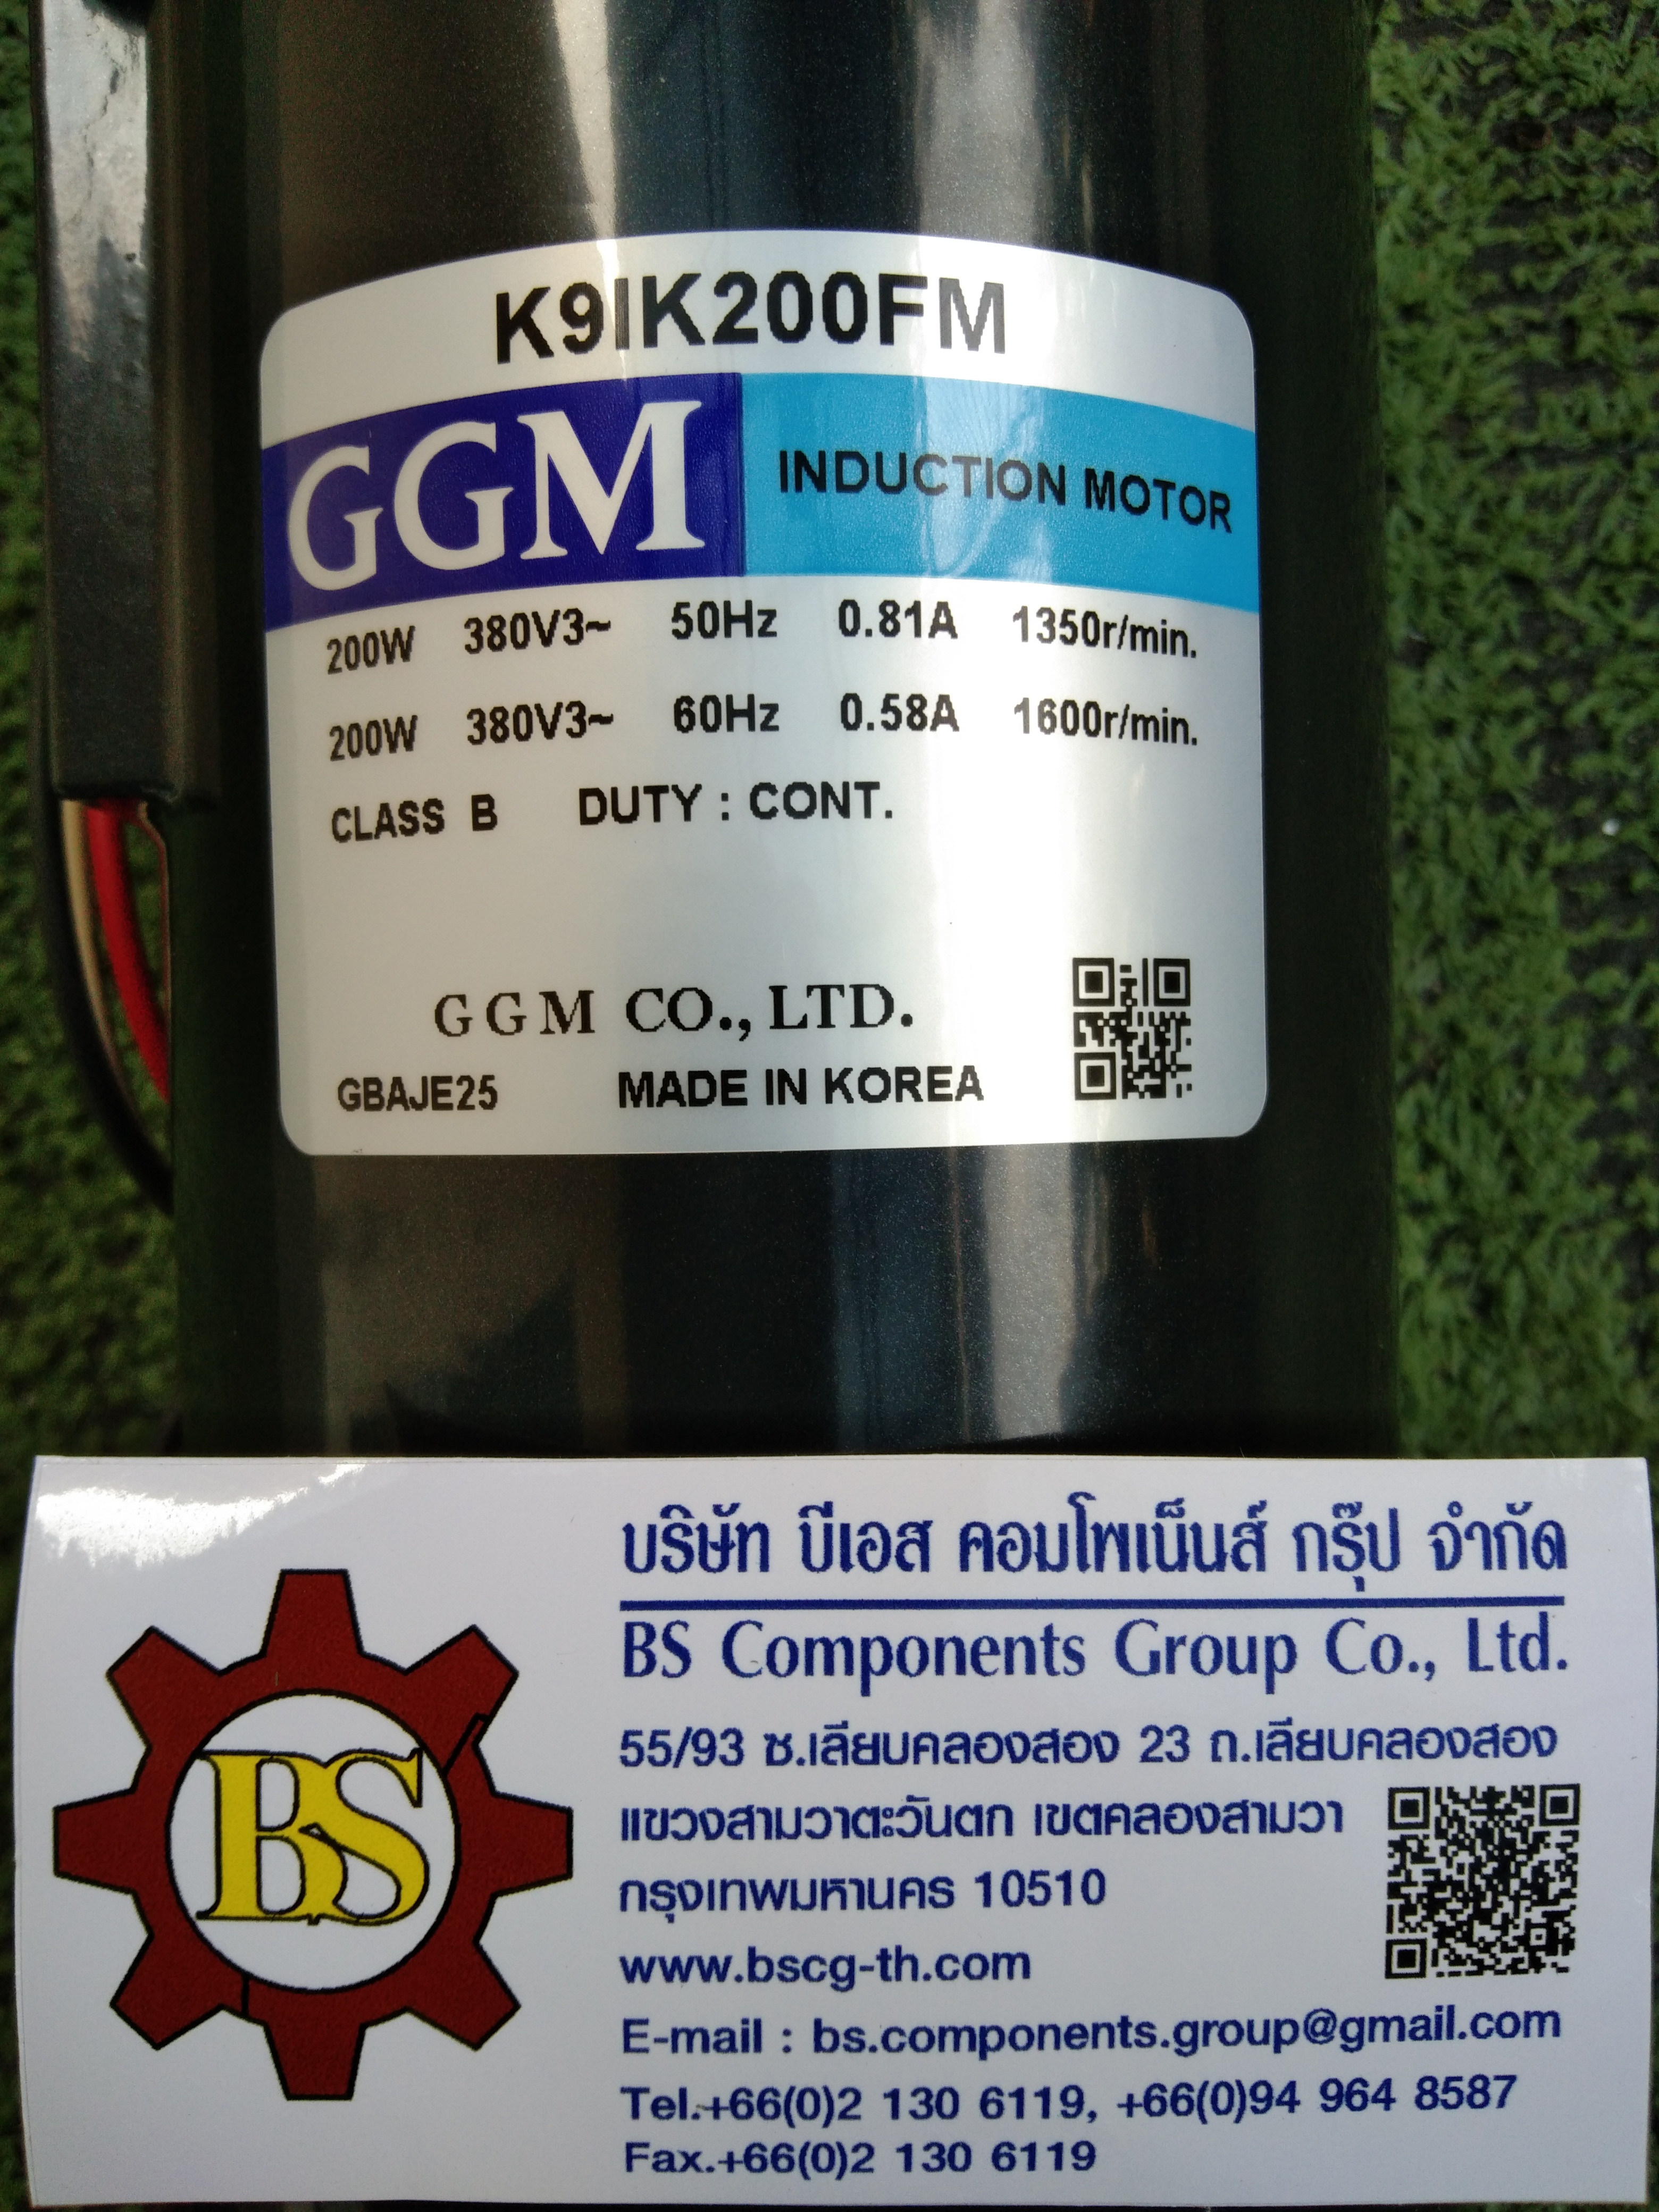 K9IK200FM
GGM INDUCTION MOTOR
200W 380V3~ 50Hz 0.81A 1350r/min.
200W 380V3~ 60Hz 0.58A 1600r/min.
CLASS B DUTY : CONT.
GGM CO., LTD.
GBAJE25 MADE IN KOREA
บริษัท บีเอส คอมโพเน็นส์ กรุ๊ป จำกัด
BS Components Group Co., Ltd.
BS
55/93 ซ.เลียบคลองสอง 23 ถ.เลียบคลองสอง
แขวงสามวาตะวันตก เขตคลองสามวา
กรุงเทพมหานคร 10510
www.bscg-th.com
E-mail : bs.components.group@gmail.com
Tel.+66(0)2 130 6119, +66(0)94 964 8587
Fax.+66(0)2 130 6119